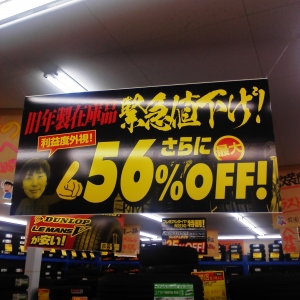 旧年製在庫品
緊急値下げ!
利益度外視!
さらに
最大
56%OFF!
DUNLOP
LE MANS
が安い!